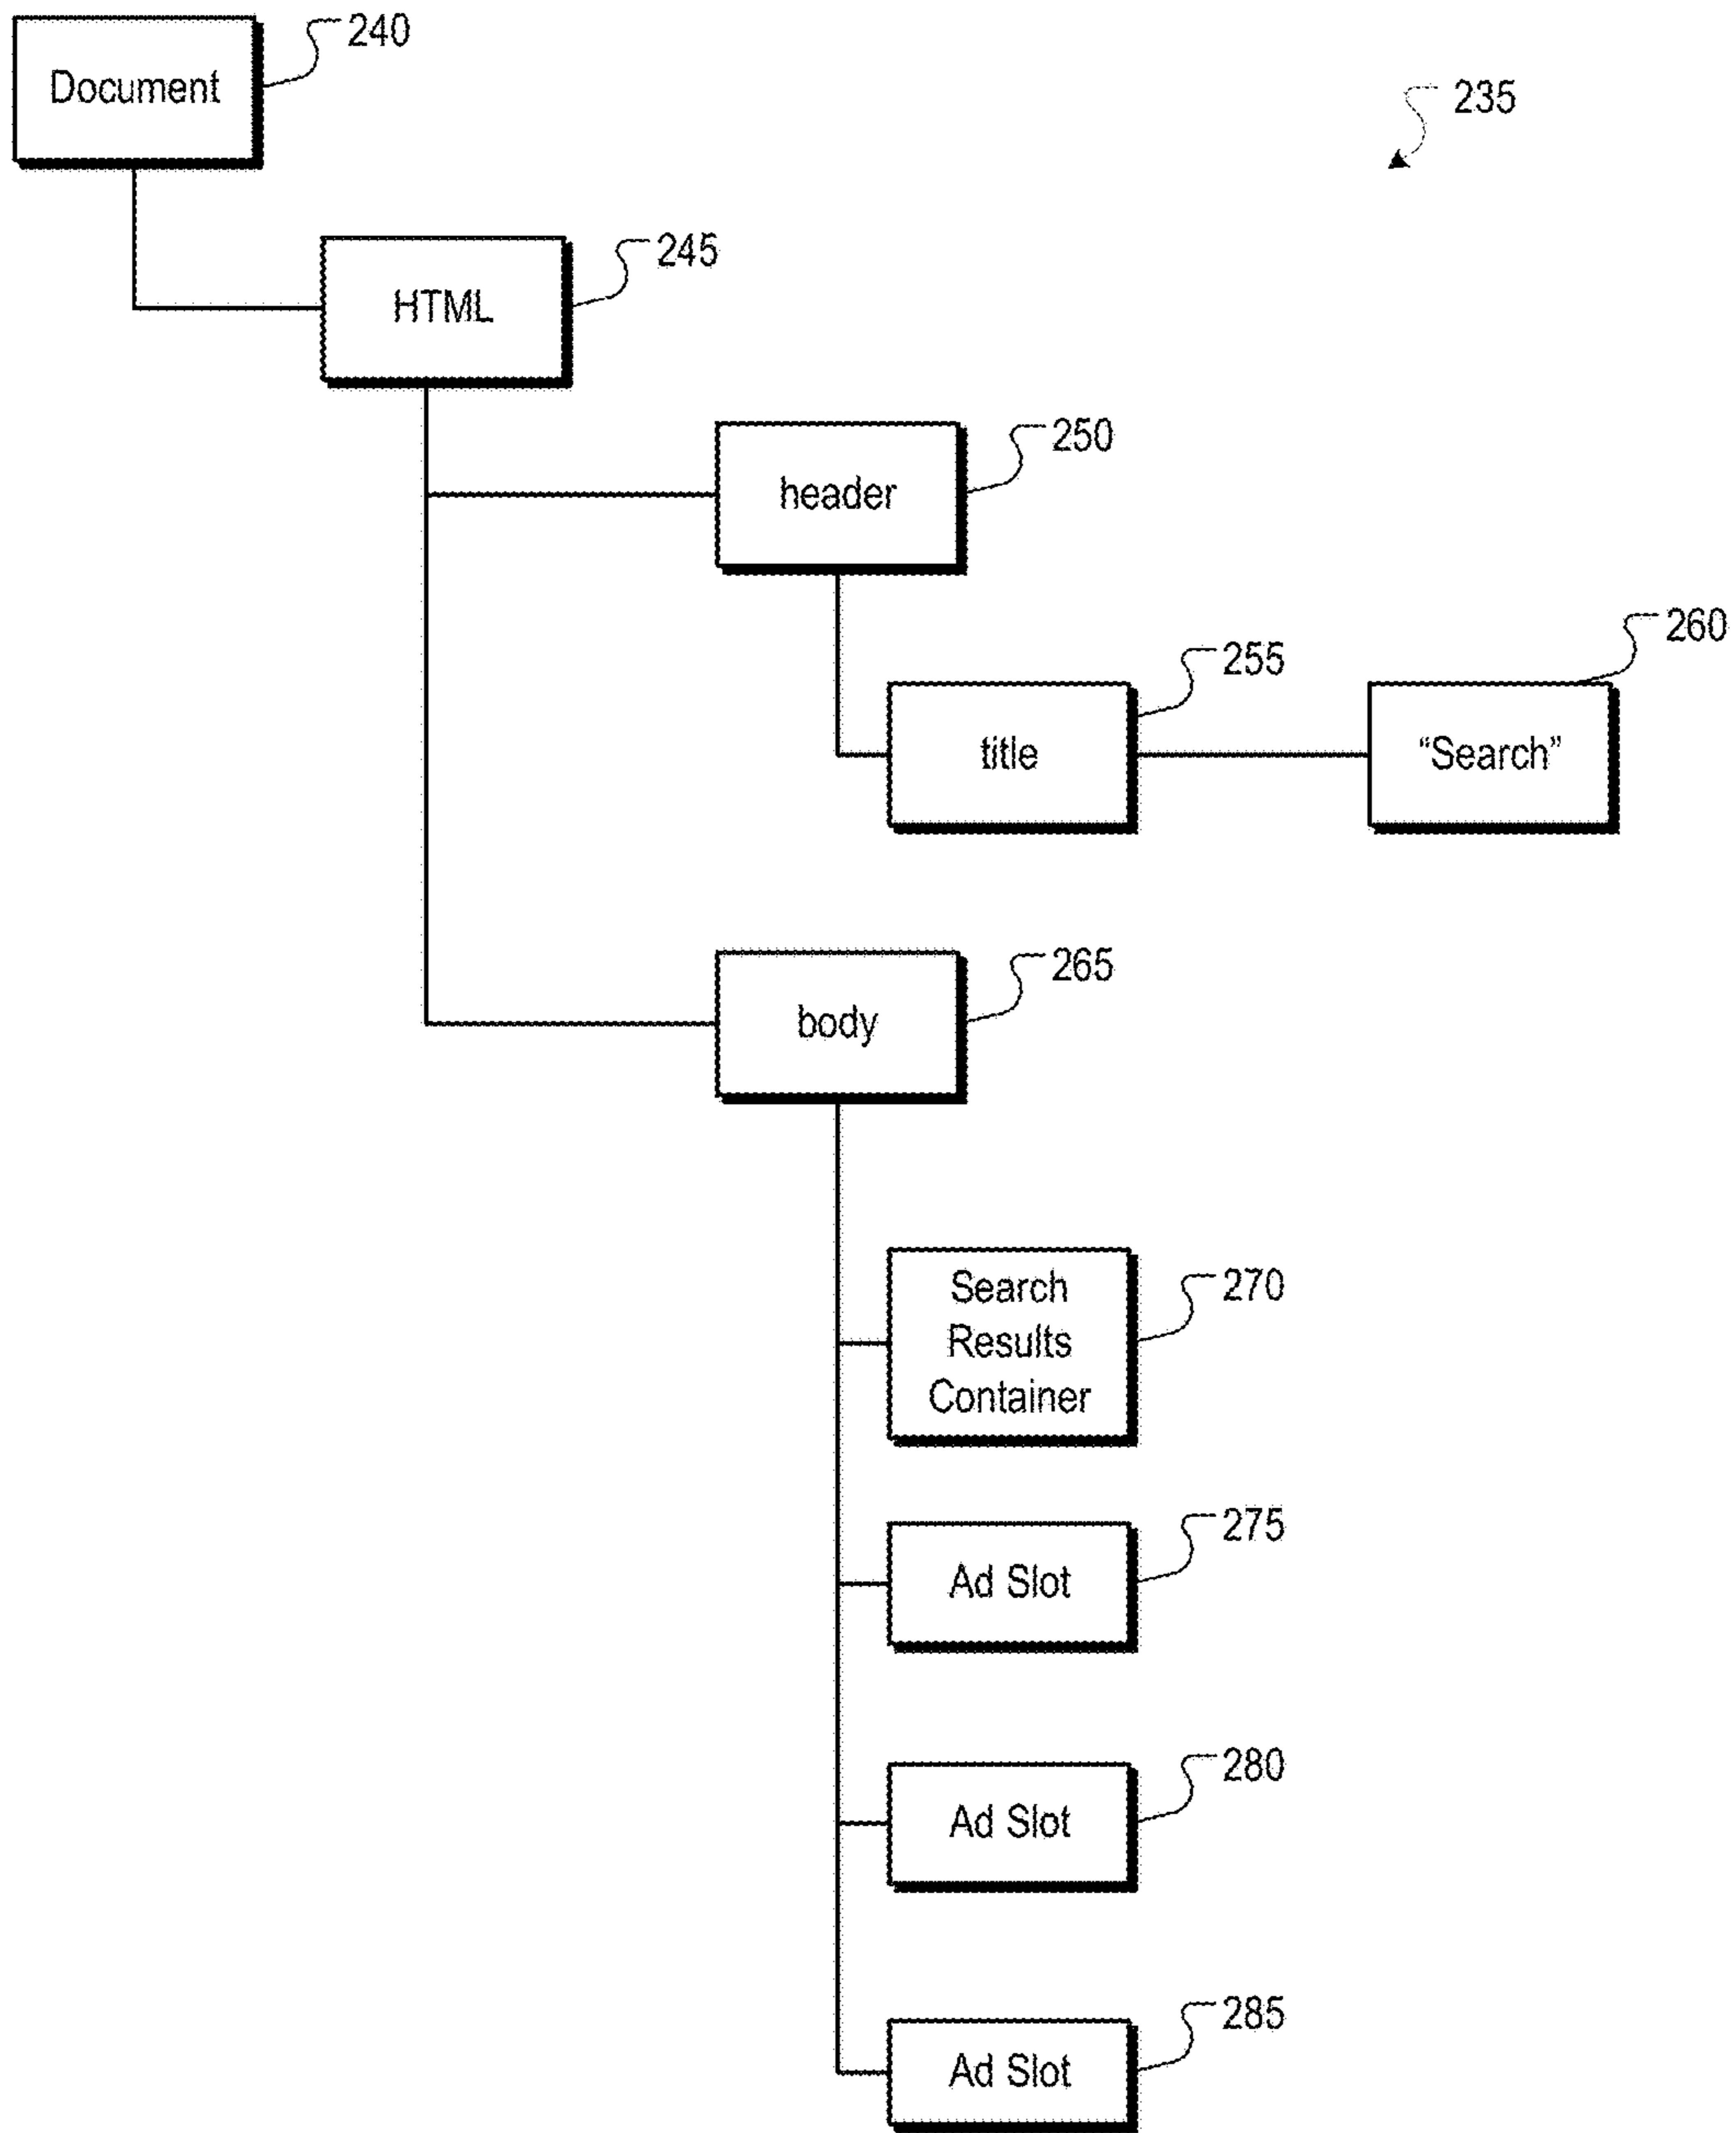 240
Document
235
245
HTML
250
header
260
255
title
“Search”
265
body
270
Search
Results
Container
275
Ad Slot
280
Ad Slot
285
Ad Slot